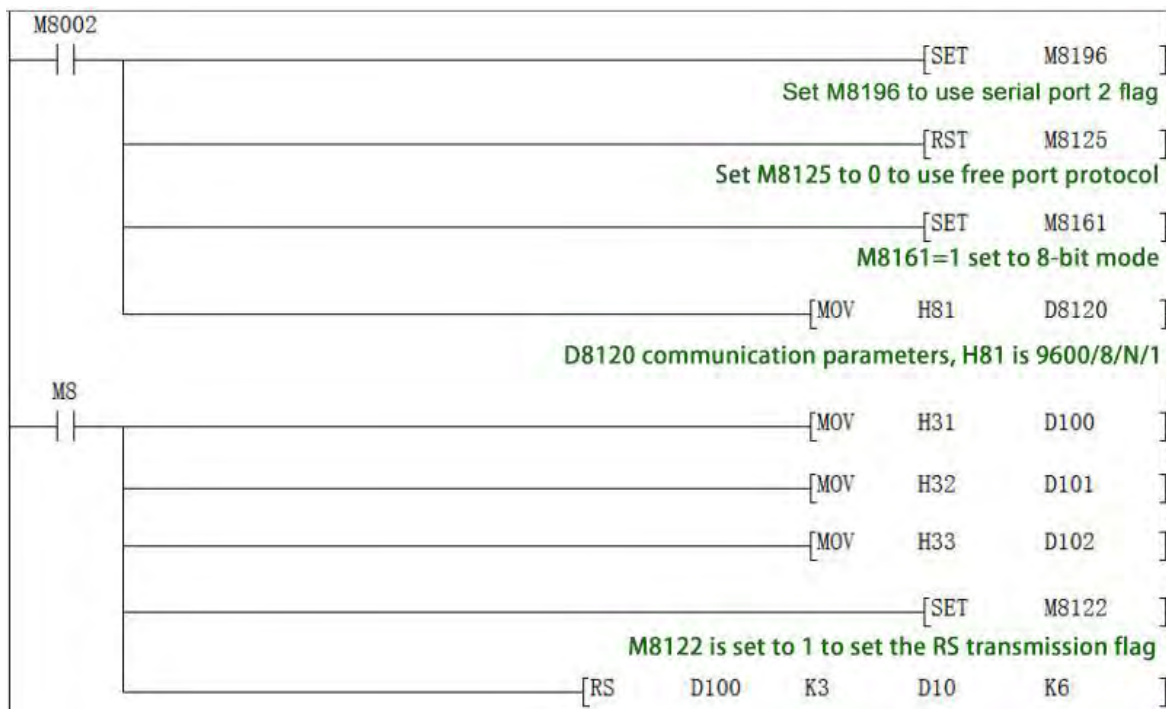 M8002
[SET M8196 ]
Set M8196 to use serial port 2 flag
[RST M8125 ]
Set M8125 to 0 to use free port protocol
[SET M8161 ]
M8161=1 set to 8-bit mode
[MOV H81 D8120 ]
D8120 communication parameters, H81 is 9600/8/N/1
M8
[MOV H31 D100 ]
[MOV H32 D101 ]
[MOV H33 D102 ]
[SET M8122 ]
M8122 is set to 1 to set the RS transmission flag
[RS D100 K3 D10 K6 ]